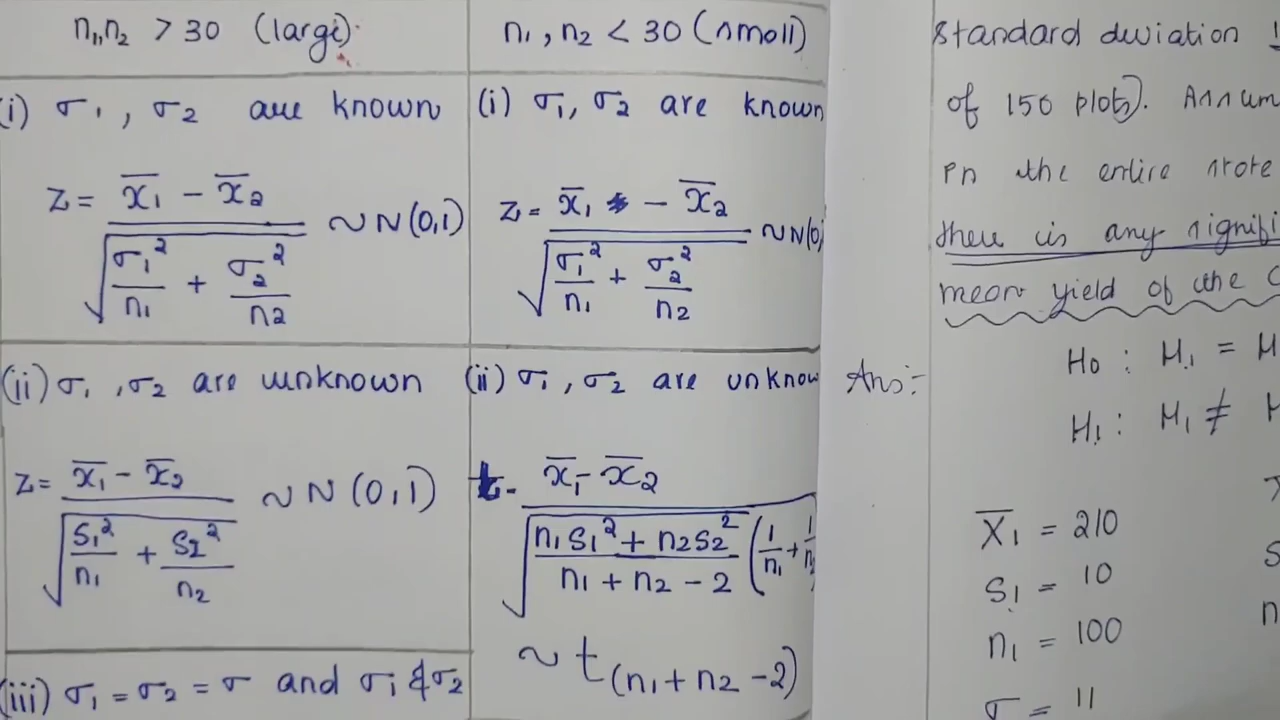 n₁,n₂ > 30 (large)
(i) σ₁, σ₂ are known
z = (x̄₁ − x̄₂) / √(σ₁²/n₁ + σ₂²/n₂) ~ N(0,1)
(ii) σ₁, σ₂ are unknown
z = (x̄₁ − x̄₂) / √(s₁²/n₁ + s₂²/n₂) ~ N(0,1)
(iii) σ₁ = σ₂ = σ and σ₁ & σ₂
n₁, n₂ < 30 (small)
(i) σ₁, σ₂ are known
z = (x̄₁ − x̄₂) / √(σ₁²/n₁ + σ₂²/n₂) ~ N(0
(ii) σ₁, σ₂ are unknow
t = (x̄₁ − x̄₂) / √((n₁s₁² + n₂s₂²)/(n₁ + n₂ − 2) (1/n₁ + 1/n
~ t(n₁ + n₂ − 2)
standard deviation
of 150 plots). Assum
in the entire state
there is any signifi
mean yield of the C
Ans:-
H₀ : μ₁ = μ
H₁ : μ₁ ≠ μ
X̄₁ = 210
s₁ = 10
n₁ = 100
σ = 11